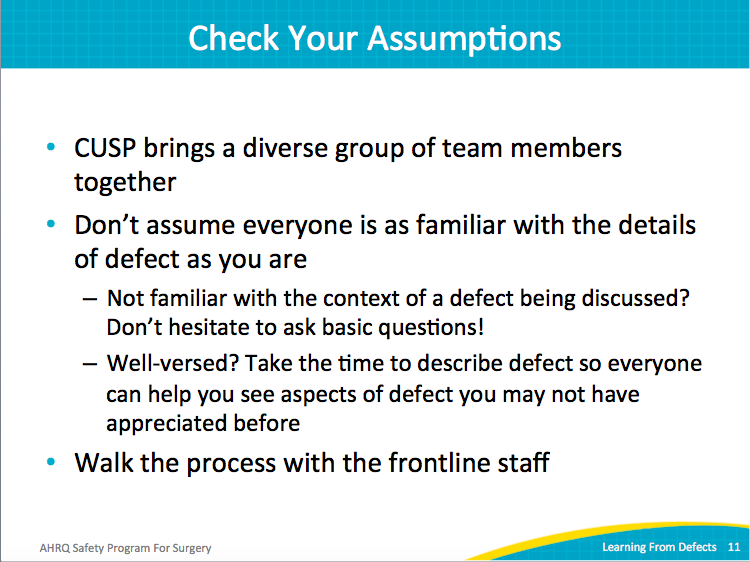 Check Your Assumptions
• CUSP brings a diverse group of team members
together
• Don’t assume everyone is as familiar with the details
of defect as you are
– Not familiar with the context of a defect being discussed?
Don’t hesitate to ask basic questions!
– Well-versed? Take the time to describe defect so everyone
can help you see aspects of defect you may not have
appreciated before
• Walk the process with the frontline staff
AHRQ Safety Program For Surgery
Learning From Defects 11